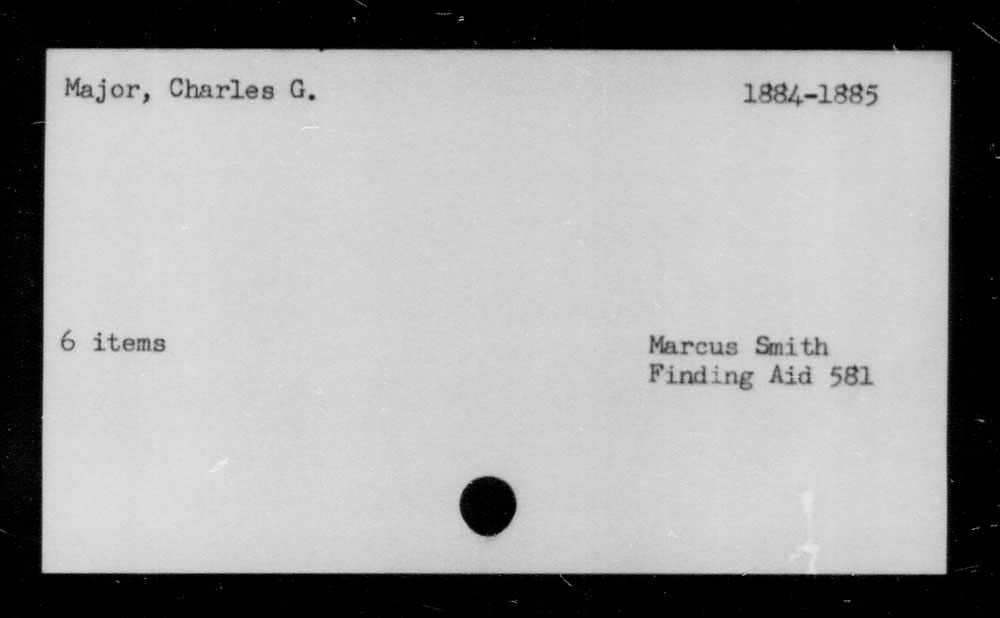 Major, Charles G. 1884-1885
6 items
Marcus Smith
Finding Aid 581